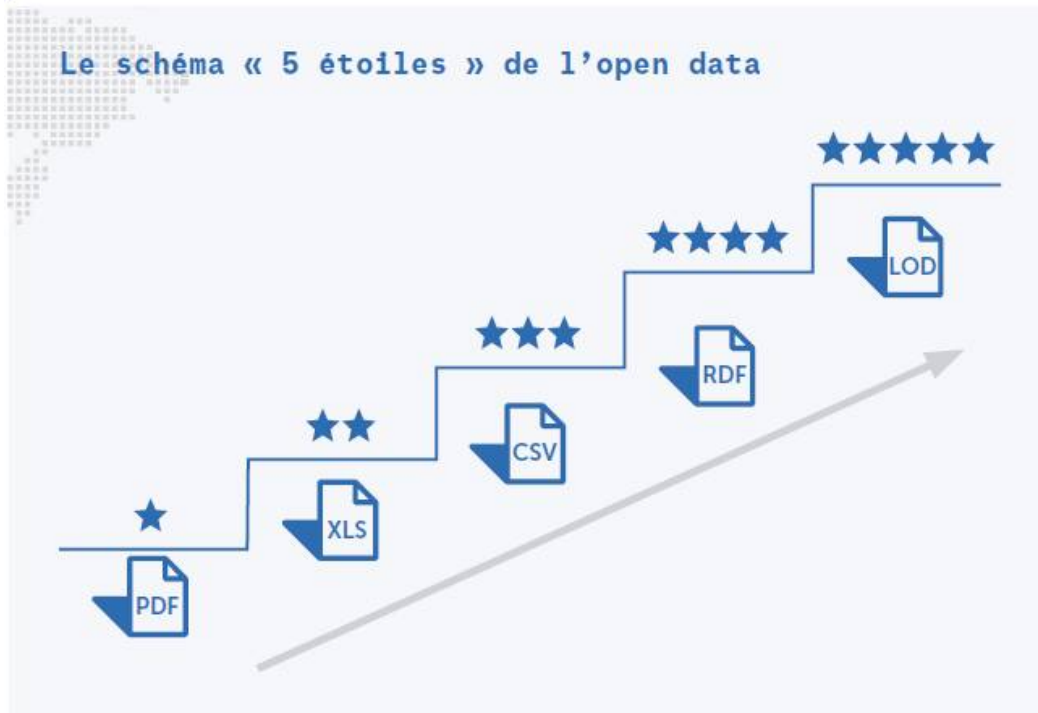 Le schéma « 5 étoiles » de l’open data
LOD
RDF
CSV
XLS
PDF